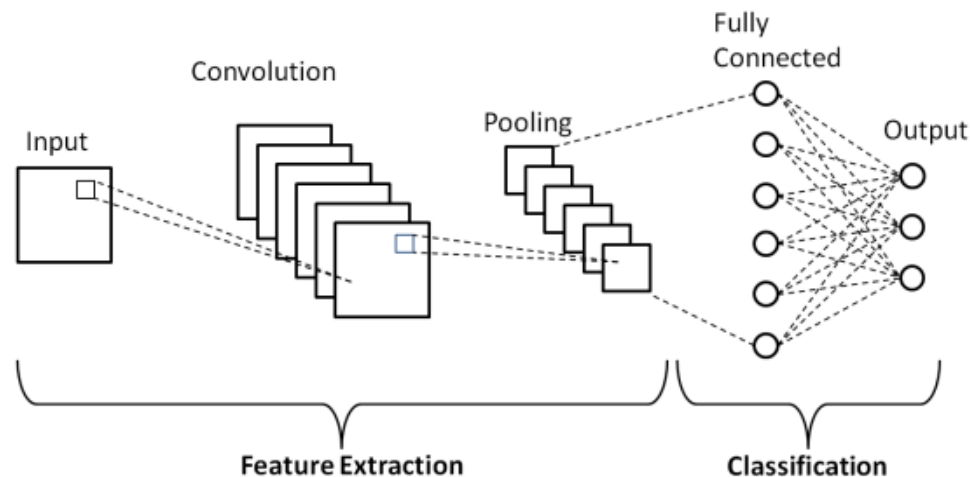 Fully
Connected
Convolution
Pooling
Output
Input
Feature Extraction
Classification